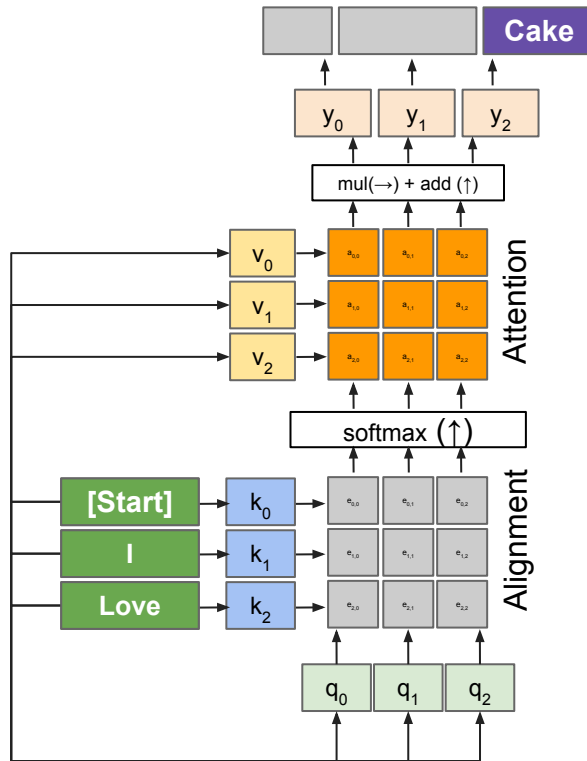 Cake
y0 y1 y2
mul(→) + add (↑)
v0 a0,0 a0,1 a0,2
v1 a1,0 a1,1 a1,2
v2 a2,0 a2,1 a2,2
Attention
softmax (↑)
[Start] k0 e0,0 e0,1 e0,2
I k1 e1,0 e1,1 e1,2
Love k2 e2,0 e2,1 e2,2
Alignment
q0 q1 q2